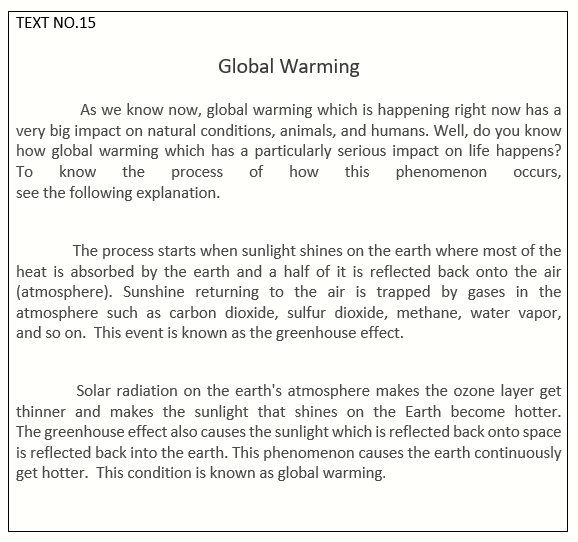 TEXT NO.15
Global Warming
As we know now, global warming which is happening right now has a
very big impact on natural conditions, animals, and humans. Well, do you know
how global warming which has a particularly serious impact on life happens?
To know the process of how this phenomenon occurs,
see the following explanation.
The process starts when sunlight shines on the earth where most of the
heat is absorbed by the earth and a half of it is reflected back onto the air
(atmosphere). Sunshine returning to the air is trapped by gases in the
atmosphere such as carbon dioxide, sulfur dioxide, methane, water vapor,
and so on.  This event is known as the greenhouse effect.
Solar radiation on the earth's atmosphere makes the ozone layer get
thinner and makes the sunlight that shines on the Earth become hotter.
The greenhouse effect also causes the sunlight which is reflected back onto space
is reflected back into the earth. This phenomenon causes the earth continuously
get hotter.  This condition is known as global warming.